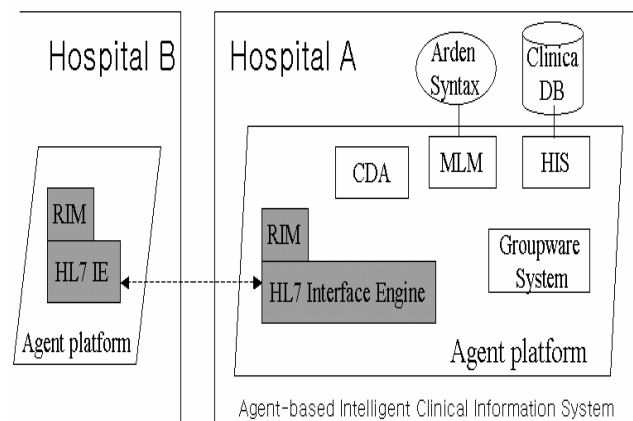 Hospital B
RIM
HL7 IE
Agent platform
Hospital A
Arden
Syntax
Clinica
DB
CDA
MLM
HIS
RIM
HL7 Interface Engine
Groupware
System
Agent platform
Agent-based Intelligent Clinical Information System